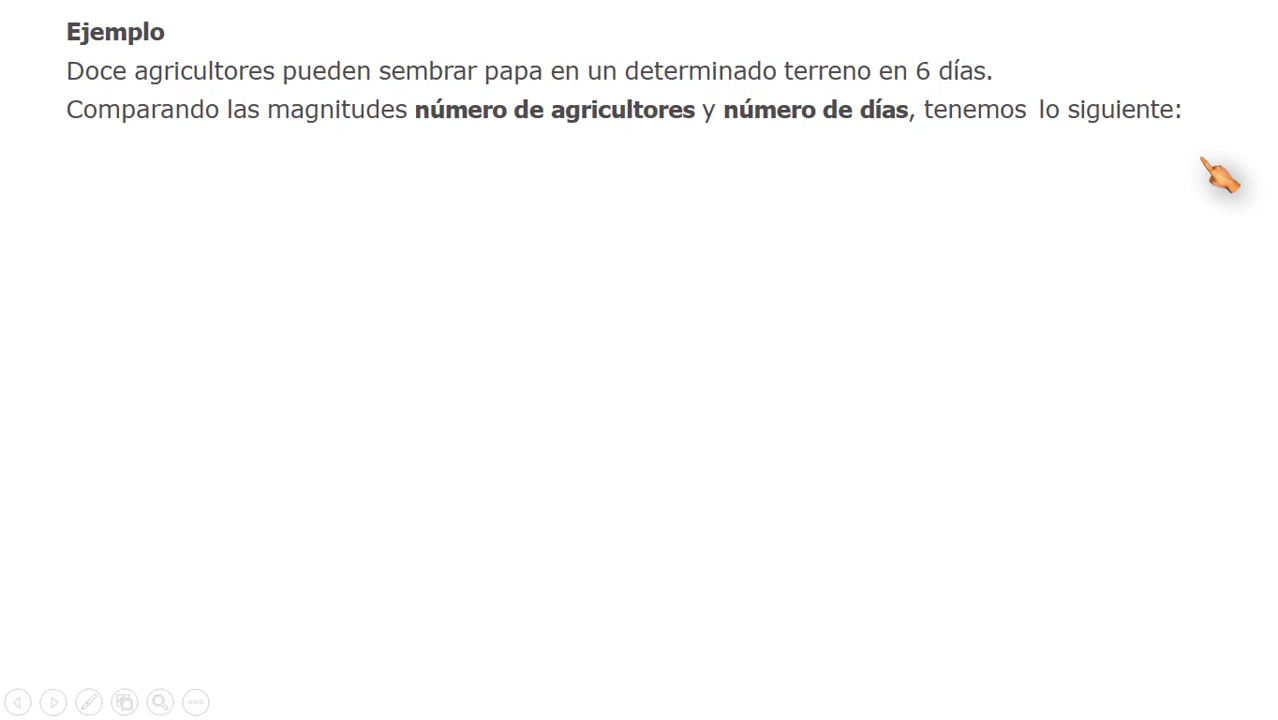 Ejemplo
Doce agricultores pueden sembrar papa en un determinado terreno en 6 días.
Comparando las magnitudes número de agricultores y número de días, tenemos lo siguiente: